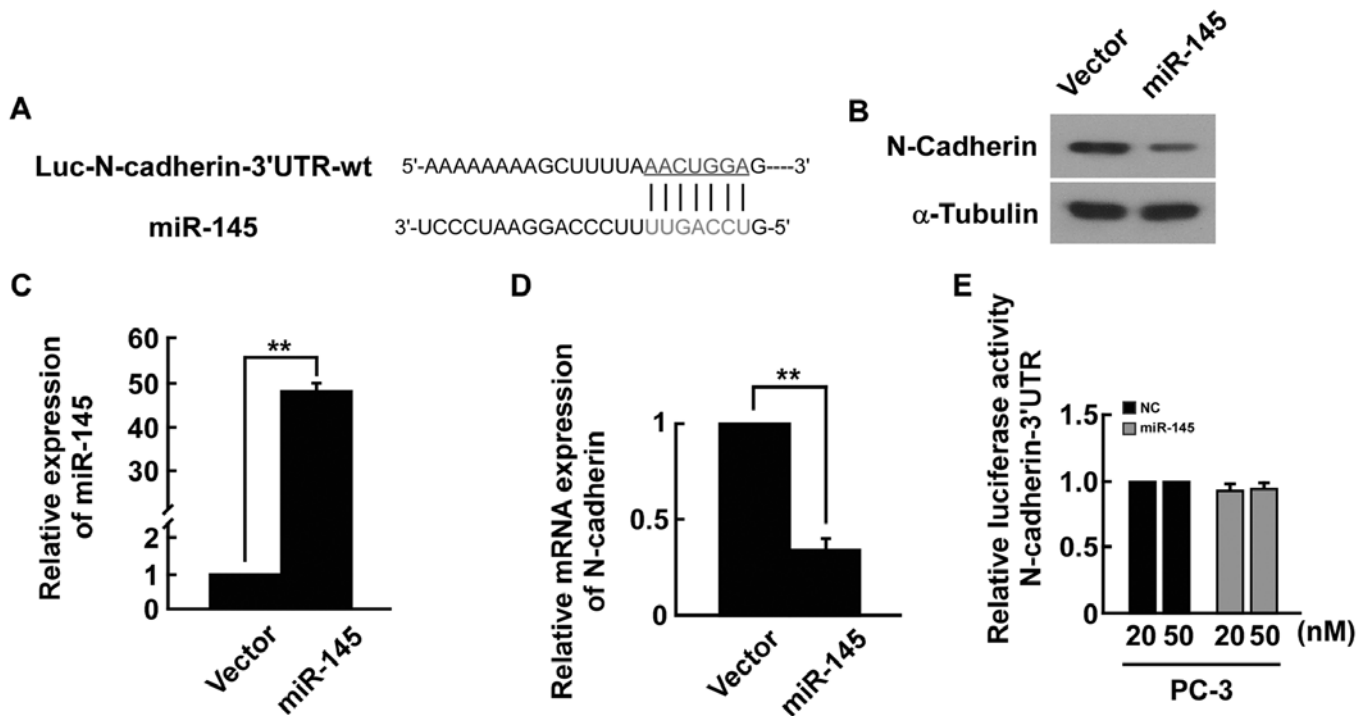 A
Luc-N-cadherin-3'UTR-wt
5'-AAAAAAAAGCUUUUAAACUGGAG----3'
miR-145
3'-UCCCUAAGGACCCUUUUGACCUG-5'
B
Vector
miR-145
N-Cadherin
α-Tubulin
C
Relative expression
of miR-145
60
50
40
30
2
1
0
**
Vector
miR-145
D
Relative mRNA expression
of N-cadherin
1
0.5
0
**
Vector
miR-145
E
Relative luciferase activity
N-cadherin-3'UTR
1.5
1.0
0.5
0
NC
miR-145
20 50 20 50 (nM)
PC-3